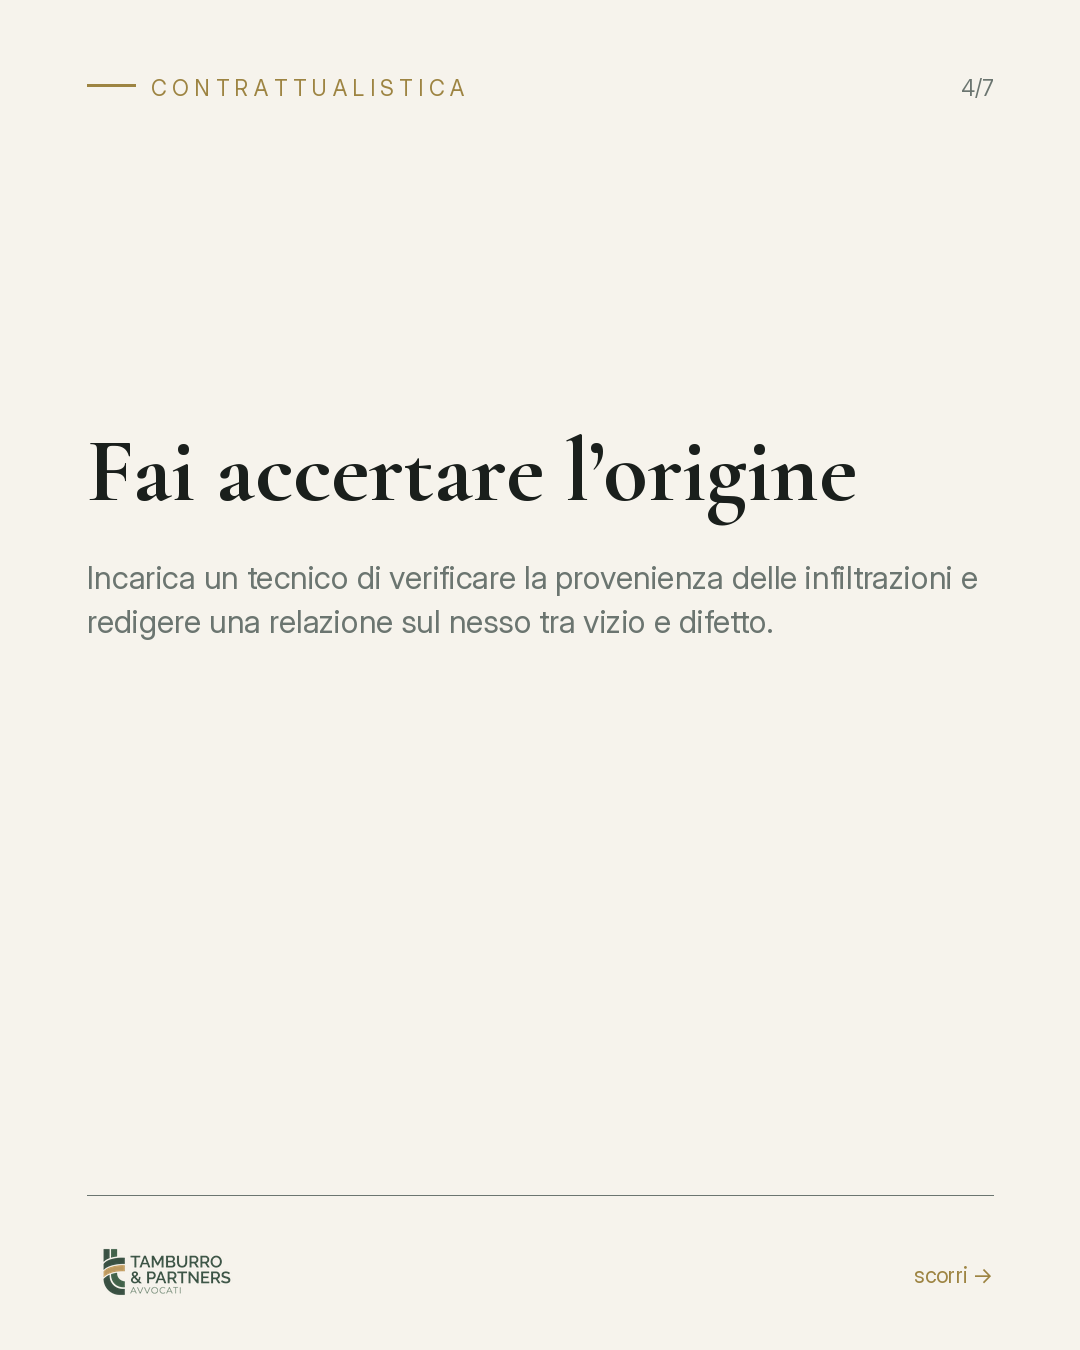 CONTRATTUALISTICA
4/7
Fai accertare l’origine
Incarica un tecnico di verificare la provenienza delle infiltrazioni e
redigere una relazione sul nesso tra vizio e difetto.
TAMBURRO
& PARTNERS
AVVOCATI
scorri →